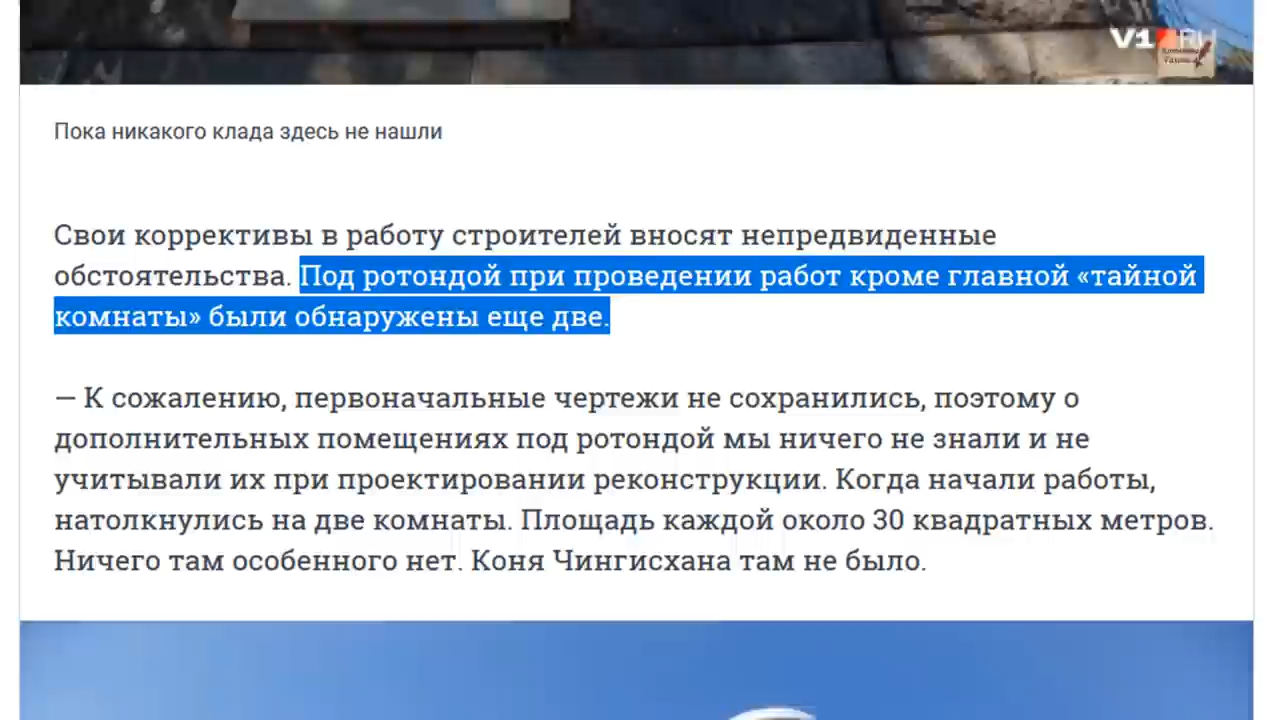 V1.RU
Пока никакого клада здесь не нашли
Свои коррективы в работу строителей вносят непредвиденные
обстоятельства. Под ротондой при проведении работ кроме главной «тайной
комнаты» были обнаружены еще две.
— К сожалению, первоначальные чертежи не сохранились, поэтому о
дополнительных помещениях под ротондой мы ничего не знали и не
учитывали их при проектировании реконструкции. Когда начали работы,
натолкнулись на две комнаты. Площадь каждой около 30 квадратных метров.
Ничего там особенного нет. Коня Чингисхана там не было.